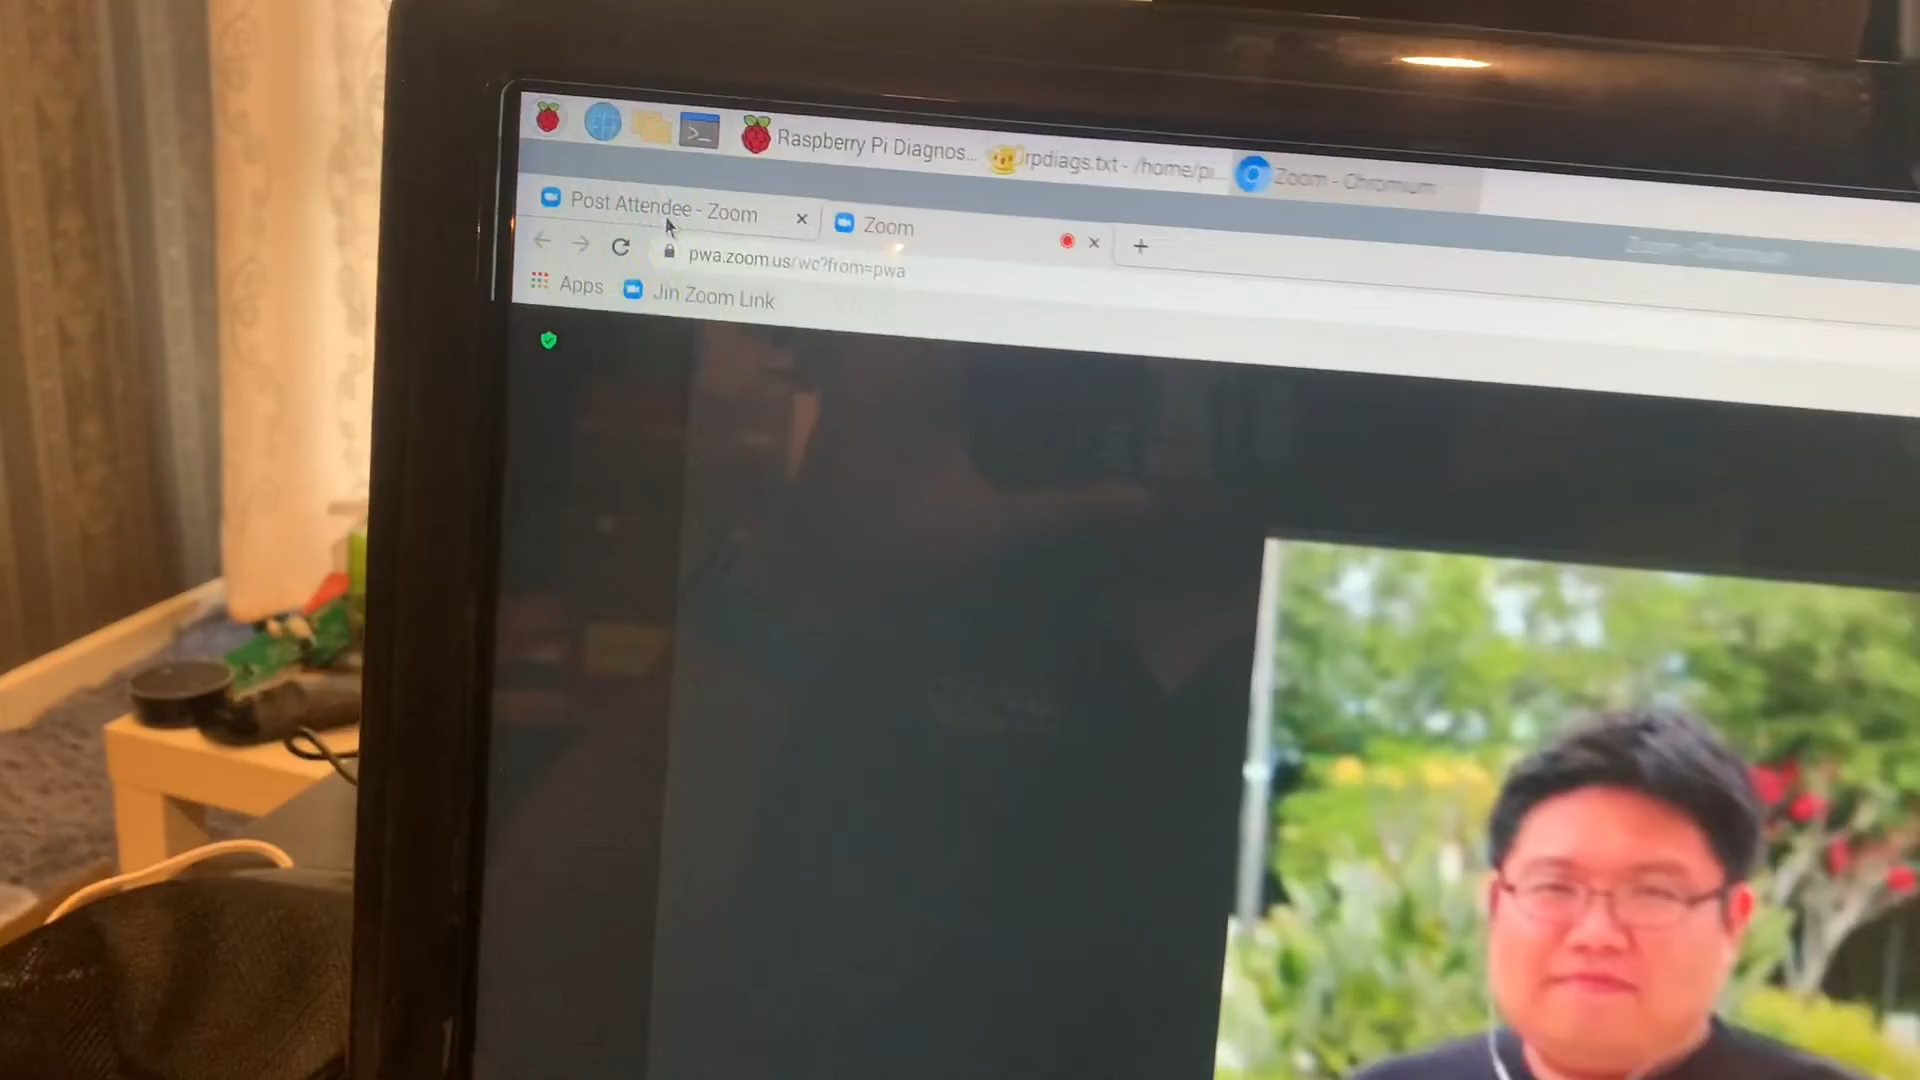 Raspberry Pi Diagnos...
rpdiags.txt - /home/pi...
Zoom - Chromium
Post Attendee - Zoom
Zoom
pwa.zoom.us/wc?from=pwa
Apps
Jin Zoom Link